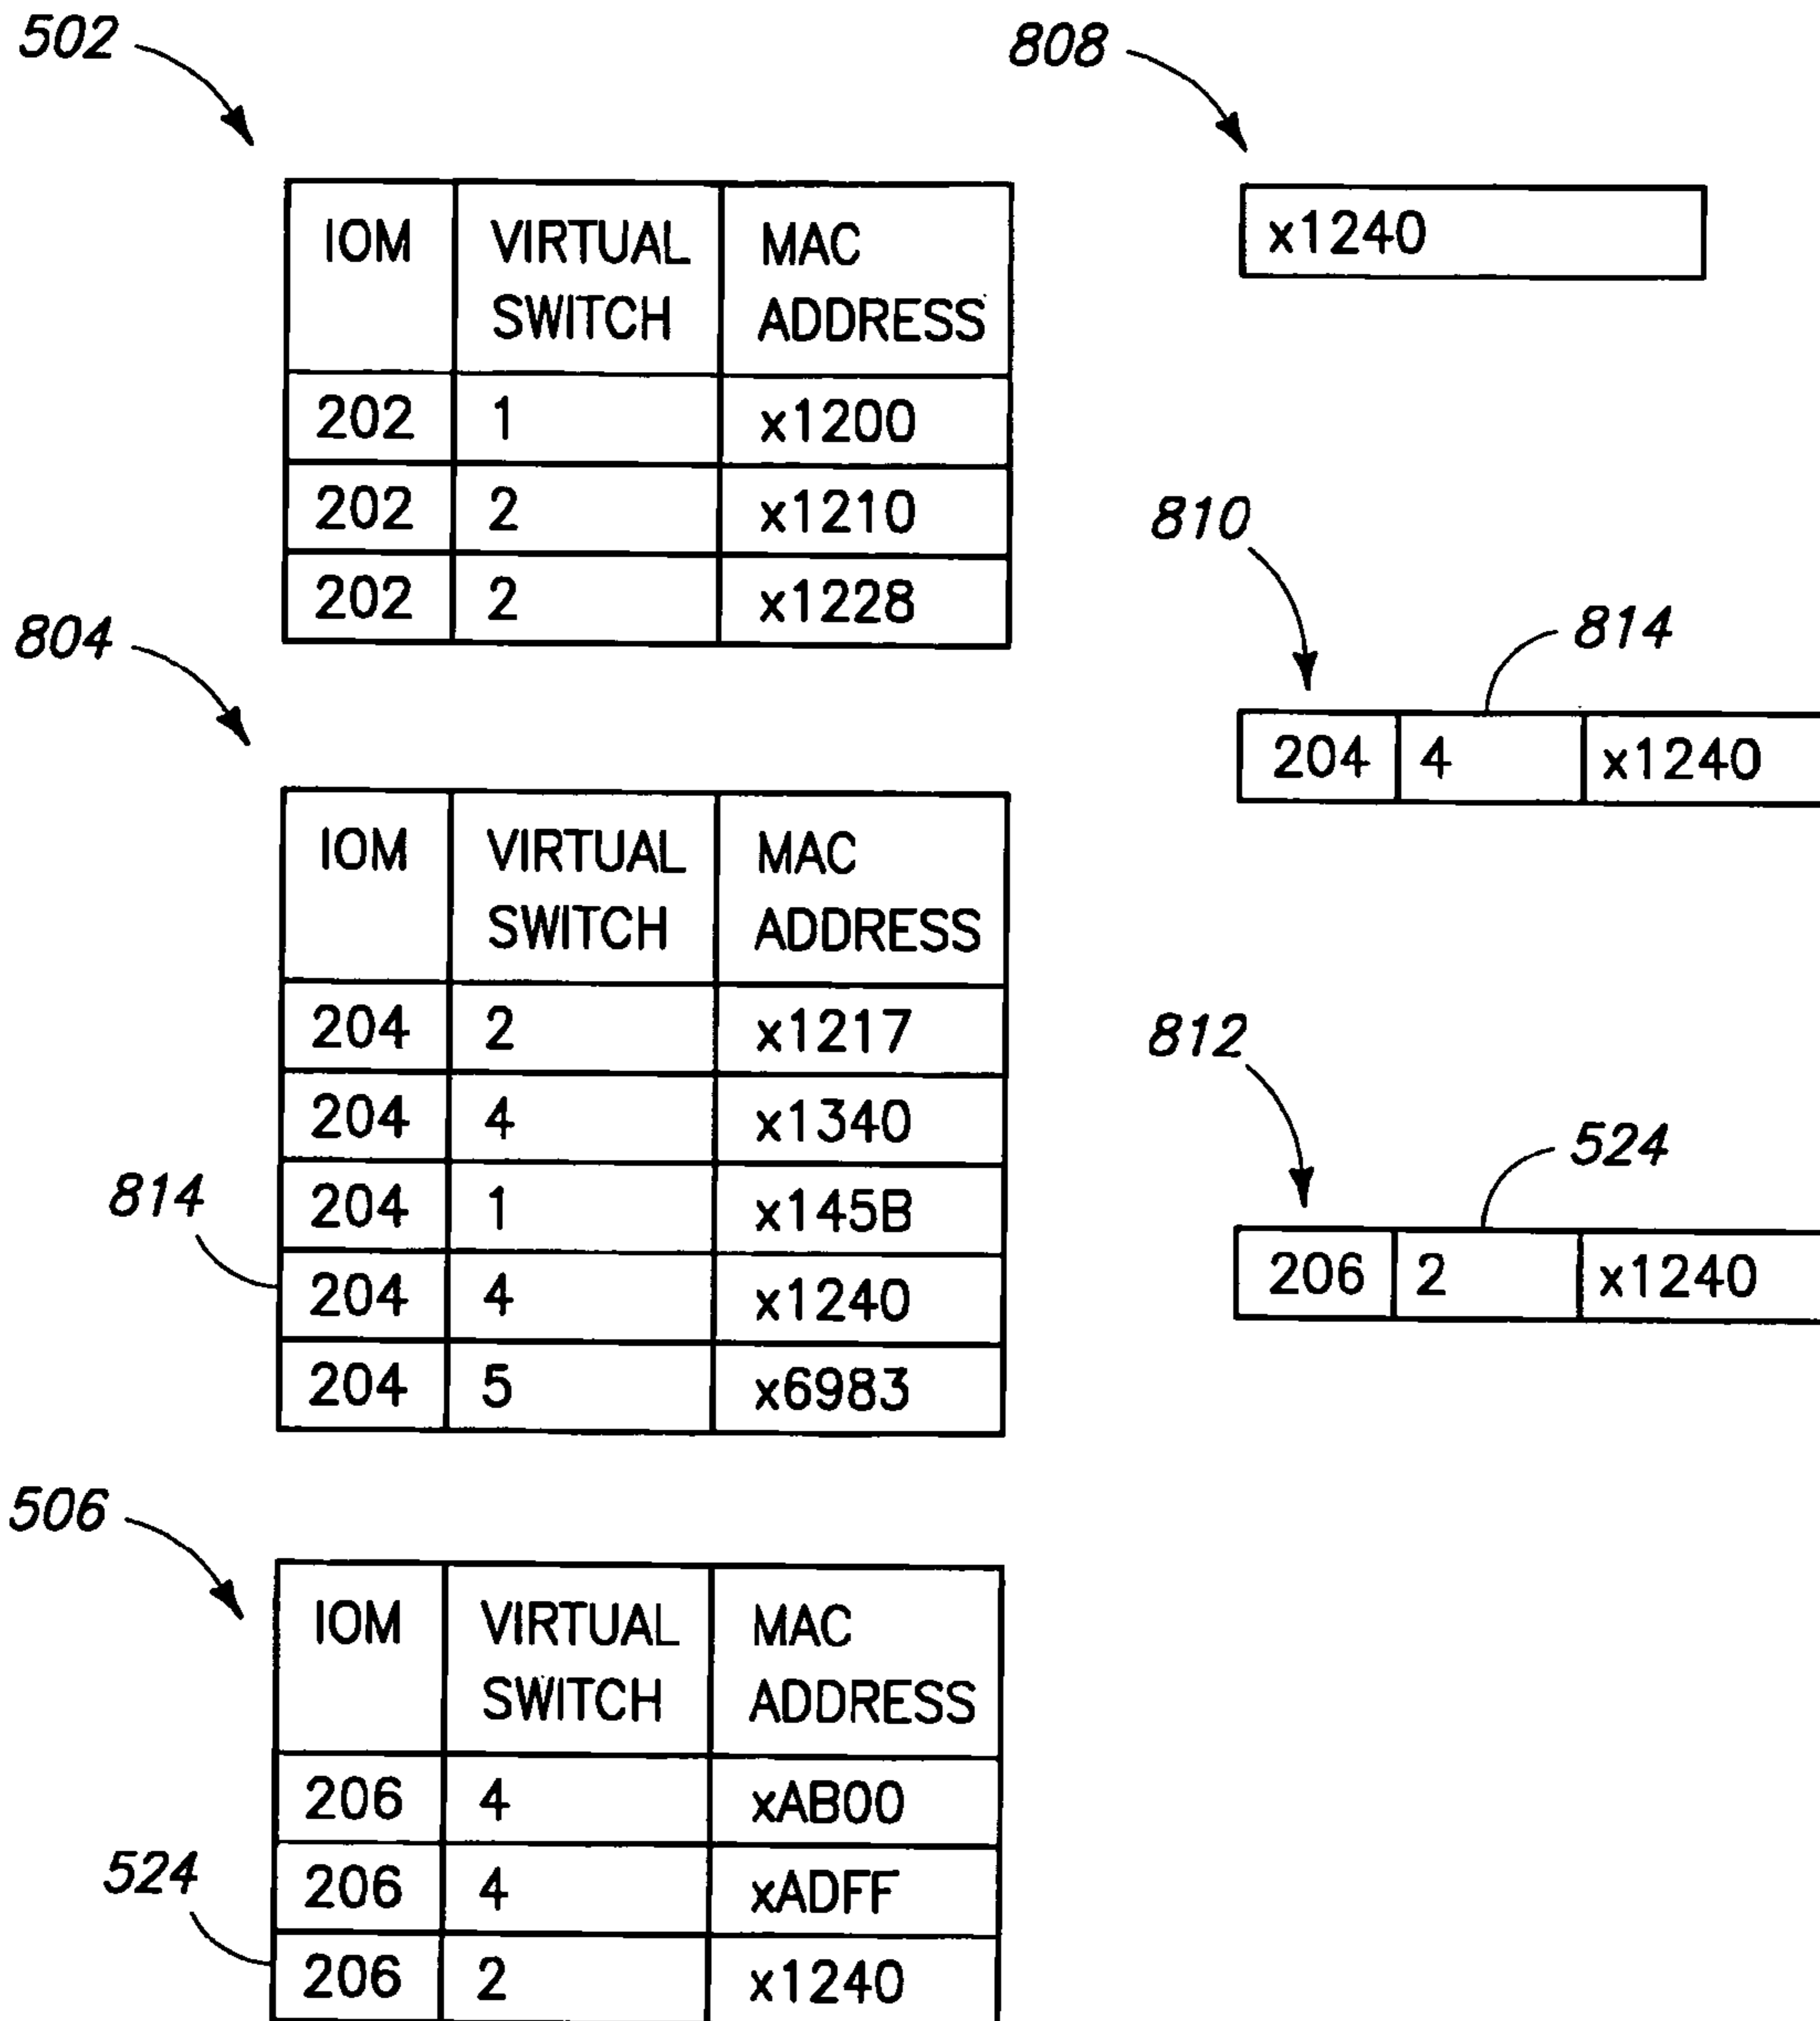 502
IOM VIRTUAL SWITCH MAC ADDRESS
202 1 x1200
202 2 x1210
202 2 x1228
804
IOM VIRTUAL SWITCH MAC ADDRESS
204 2 x1217
204 4 x1340
204 1 x145B
814 204 4 x1240
204 5 x6983
506
IOM VIRTUAL SWITCH MAC ADDRESS
206 4 xAB00
206 4 xADFF
524 206 2 x1240
808
x1240
810
814
204 4 x1240
812
524
206 2 x1240